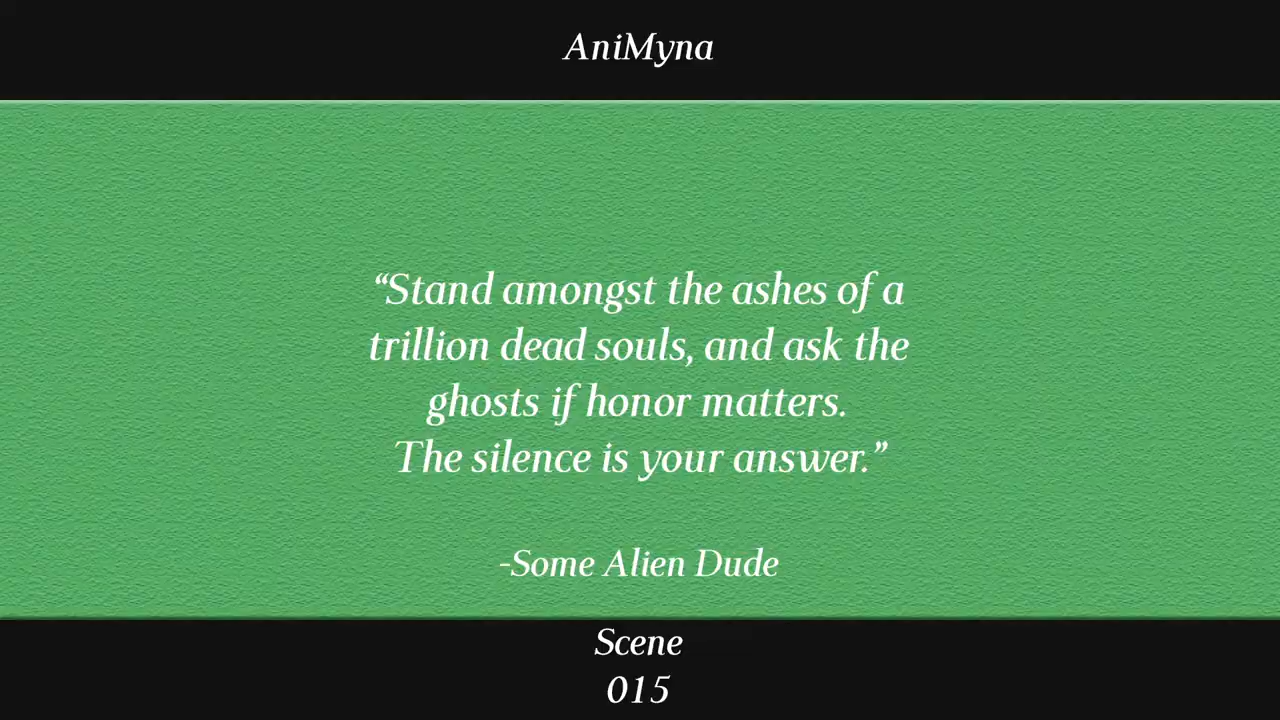 AniMyna
“Stand amongst the ashes of a
trillion dead souls, and ask the
ghosts if honor matters.
The silence is your answer.”
-Some Alien Dude
Scene
015